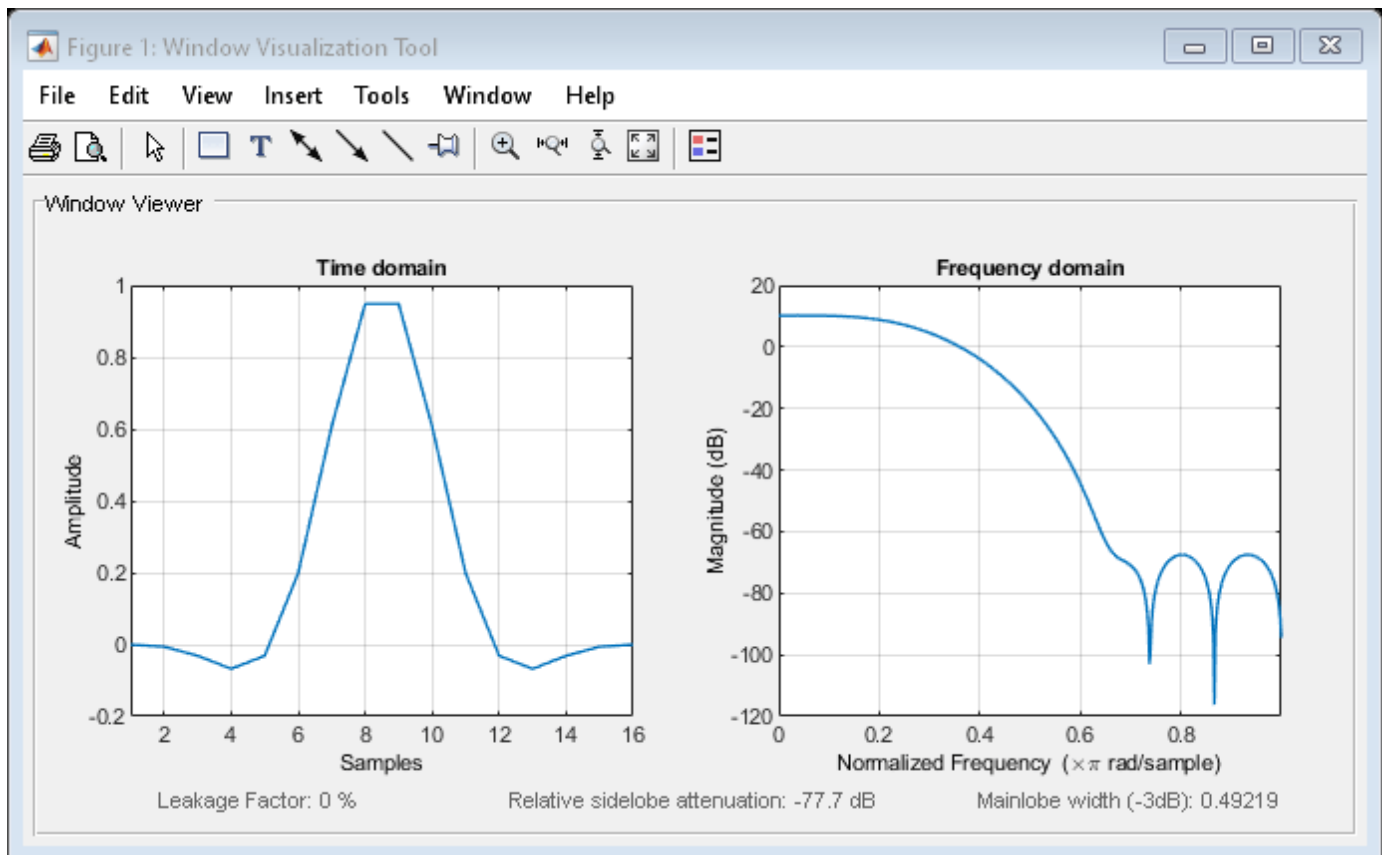 Figure 1: Window Visualization Tool
File Edit View Insert Tools Window Help
T
Window Viewer
Time domain
1
0.8
0.6
0.4
0.2
0
-0.2
Amplitude
2 4 6 8 10 12 14 16
Samples
Frequency domain
20
0
-20
-40
-60
-80
-100
-120
Magnitude (dB)
0 0.2 0.4 0.6 0.8
Normalized Frequency (×π rad/sample)
Leakage Factor: 0 % Relative sidelobe attenuation: -77.7 dB Mainlobe width (-3dB): 0.49219